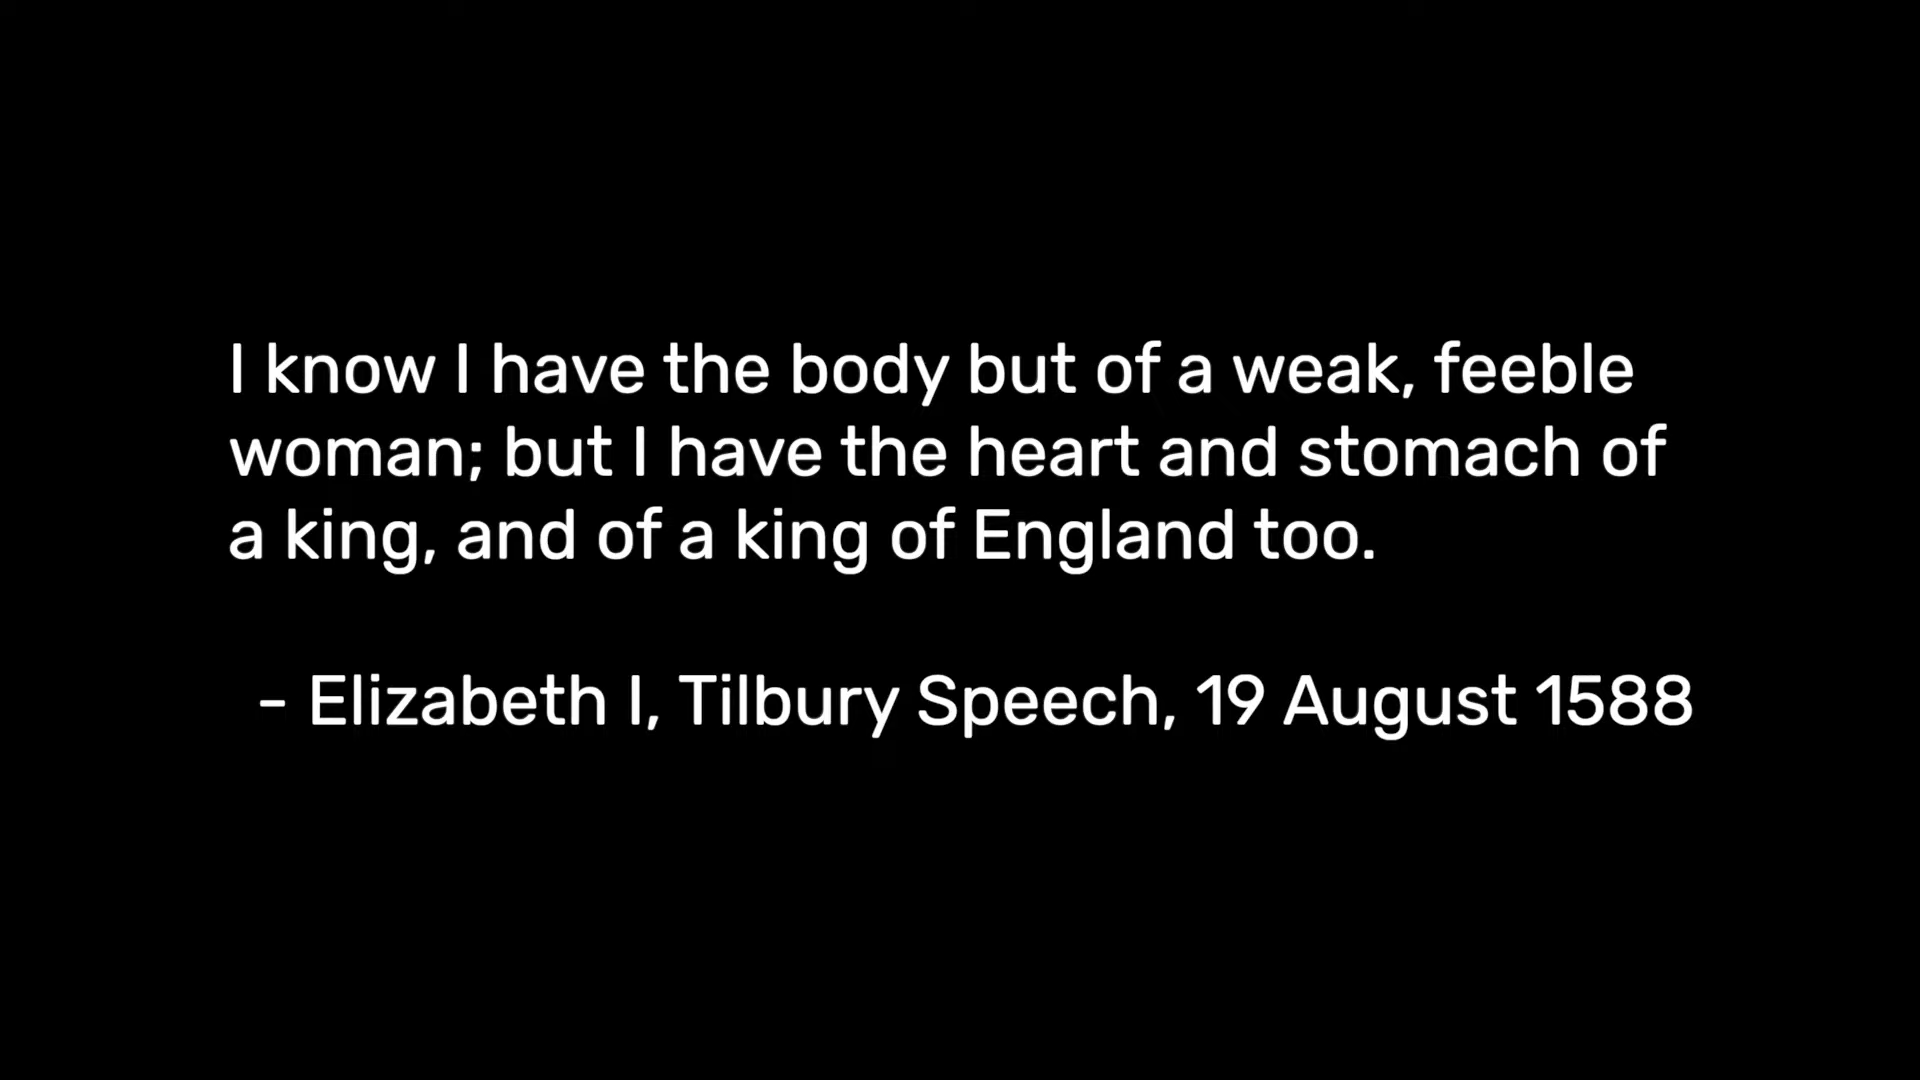 I know I have the body but of a weak, feeble
woman; but I have the heart and stomach of
a king, and of a king of England too.
- Elizabeth I, Tilbury Speech, 19 August 1588